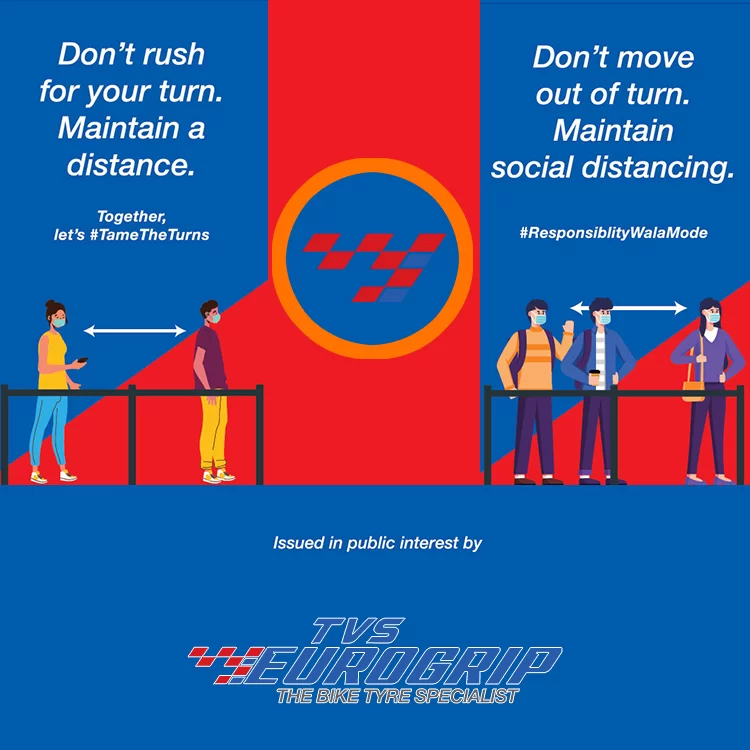 Don't rush
for your turn.
Maintain a
distance.
Together,
let's #TameTheTurns
Don't move
out of turn.
Maintain
social distancing.
#ResponsiblityWalaMode
Issued in public interest by
TVS
EUROGRIP
THE BIKE TYRE SPECIALIST